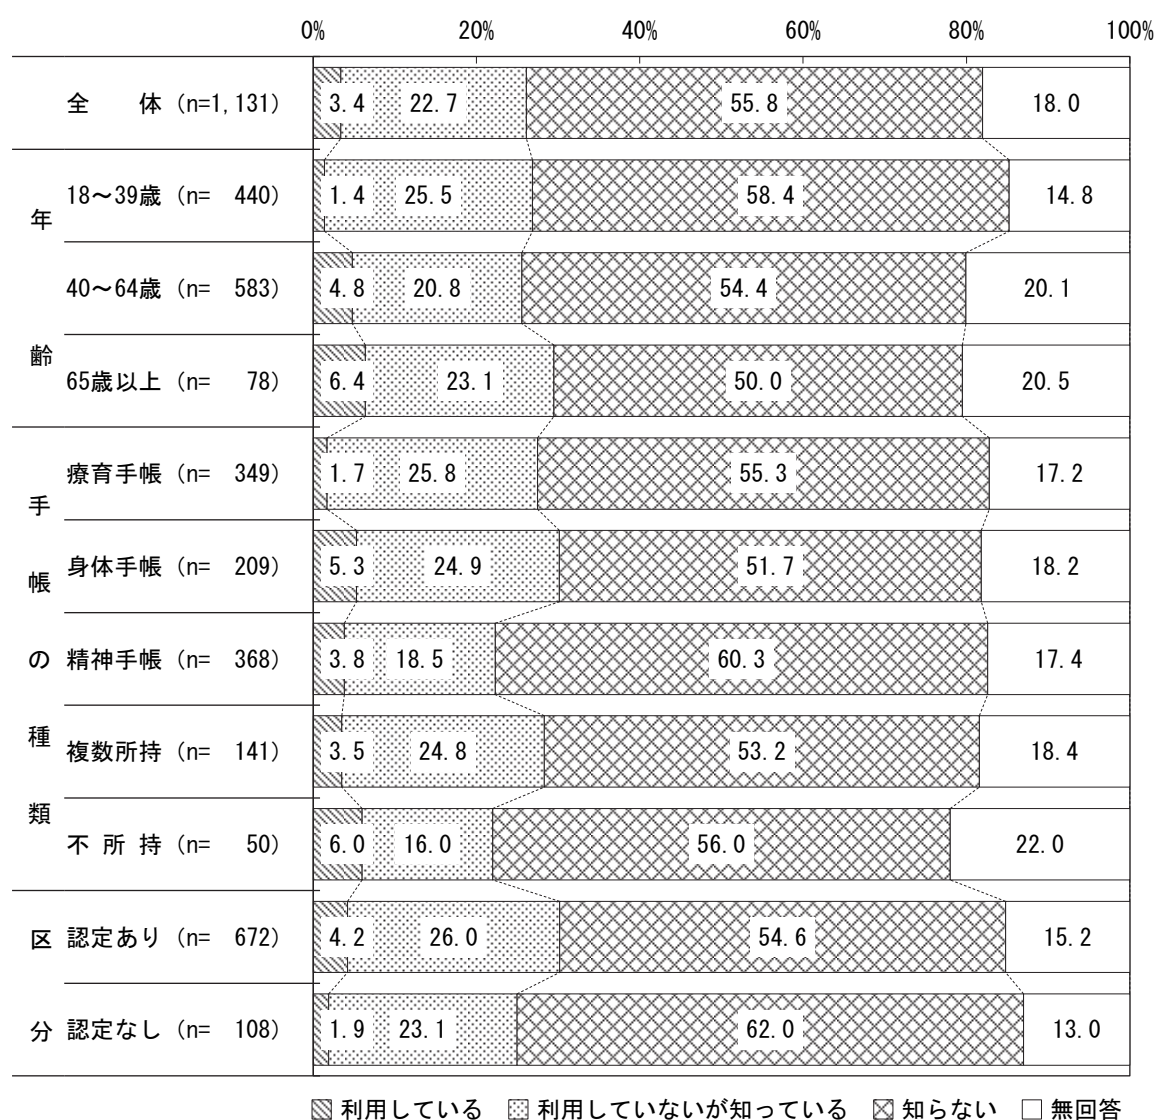 0% 20% 40% 60% 80% 100%
全　体 (n=1,131) 3.4 22.7 55.8 18.0
年齢
18～39歳 (n= 440) 1.4 25.5 58.4 14.8
40～64歳 (n= 583) 4.8 20.8 54.4 20.1
65歳以上 (n= 78) 6.4 23.1 50.0 20.5
手帳の種類
療育手帳 (n= 349) 1.7 25.8 55.3 17.2
身体手帳 (n= 209) 5.3 24.9 51.7 18.2
精神手帳 (n= 368) 3.8 18.5 60.3 17.4
複数所持 (n= 141) 3.5 24.8 53.2 18.4
不所持 (n= 50) 6.0 16.0 56.0 22.0
区分
認定あり (n= 672) 4.2 26.0 54.6 15.2
認定なし (n= 108) 1.9 23.1 62.0 13.0
利用している 利用していないが知っている 知らない 無回答